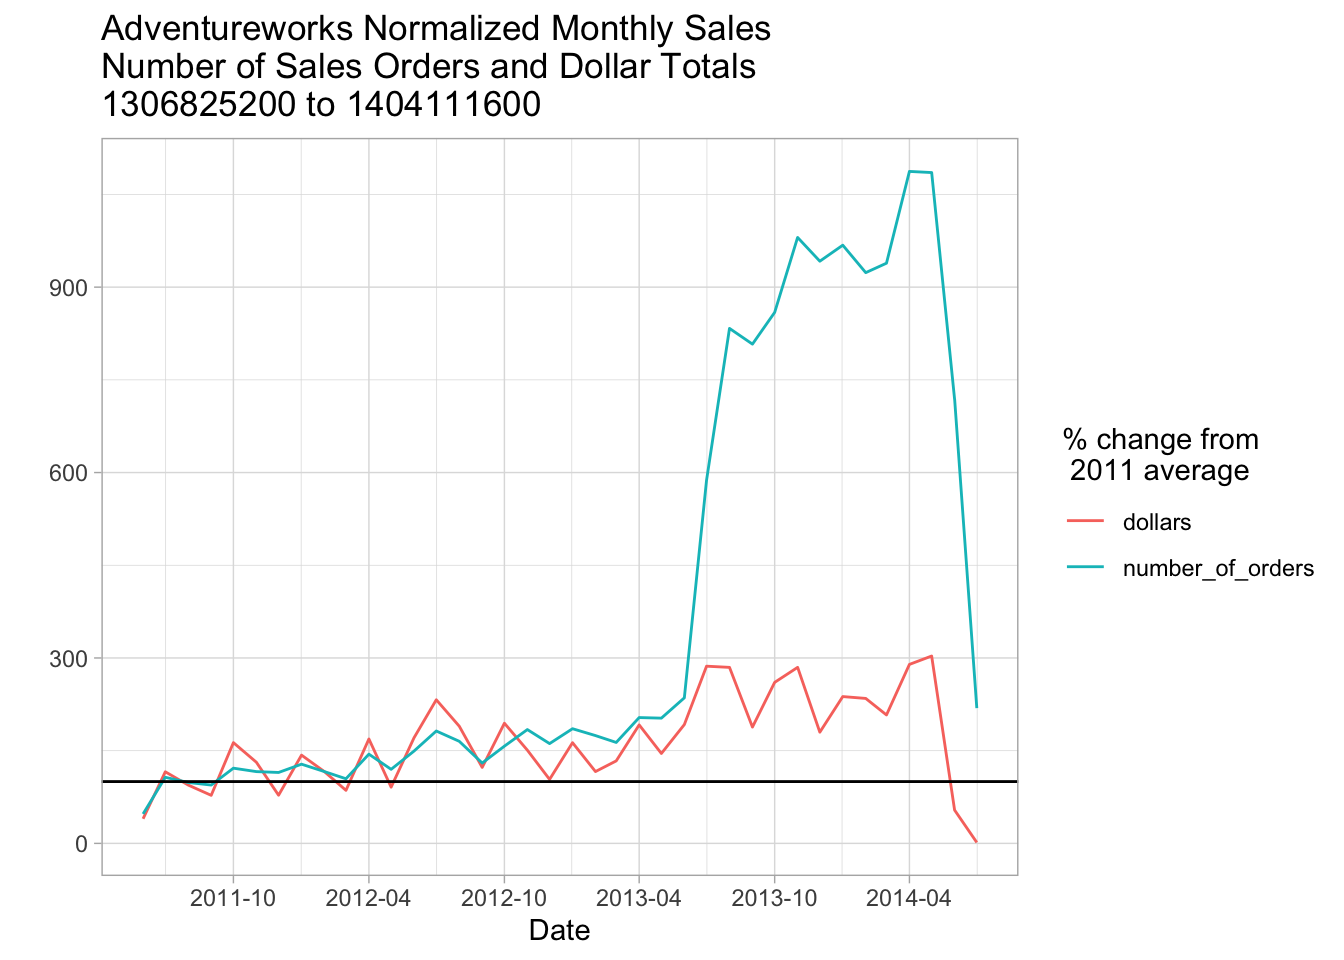 Adventureworks Normalized Monthly Sales
Number of Sales Orders and Dollar Totals
1306825200 to 1404111600
900
600
300
0
2011-10 2012-04 2012-10 2013-04 2013-10 2014-04
Date
% change from
2011 average
dollars
number_of_orders